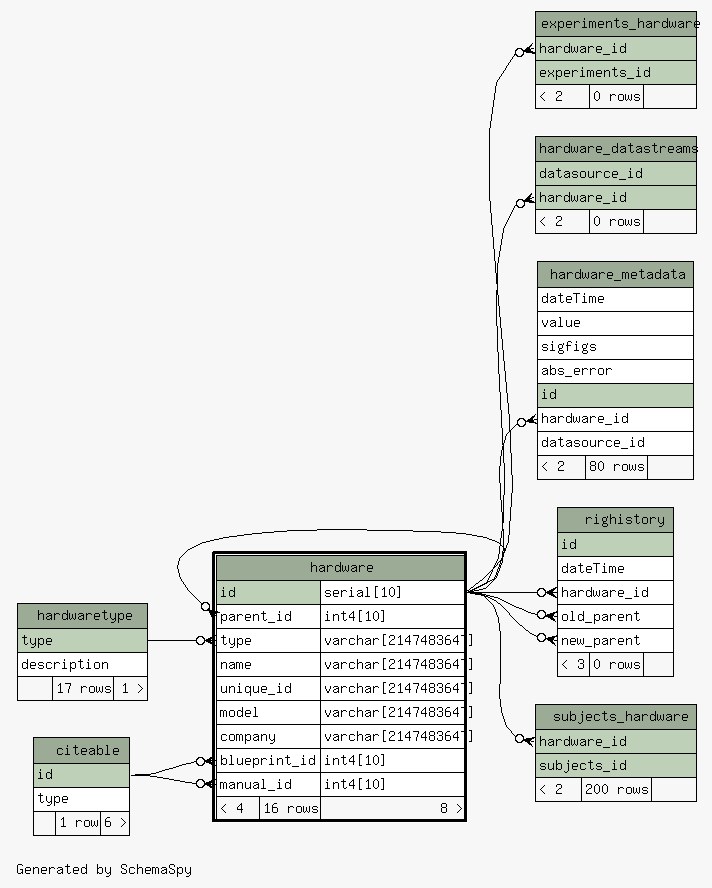 experiments_hardware
hardware_id
experiments_id
< 2 0 rows
hardware_datastreams
datasource_id
hardware_id
< 2 0 rows
hardware_metadata
dateTime
value
sigfigs
abs_error
id
hardware_id
datasource_id
< 2 80 rows
righistory
id
dateTime
hardware_id
old_parent
new_parent
< 3 0 rows
hardware
id serial[10]
parent_id int4[10]
type varchar[2147483647]
name varchar[2147483647]
unique_id varchar[2147483647]
model varchar[2147483647]
company varchar[2147483647]
blueprint_id int4[10]
manual_id int4[10]
< 4 16 rows 8 >
hardwaretype
type
description
17 rows 1 >
citeable
id
type
1 row 6 >
subjects_hardware
hardware_id
subjects_id
< 2 200 rows
Generated by SchemaSpy